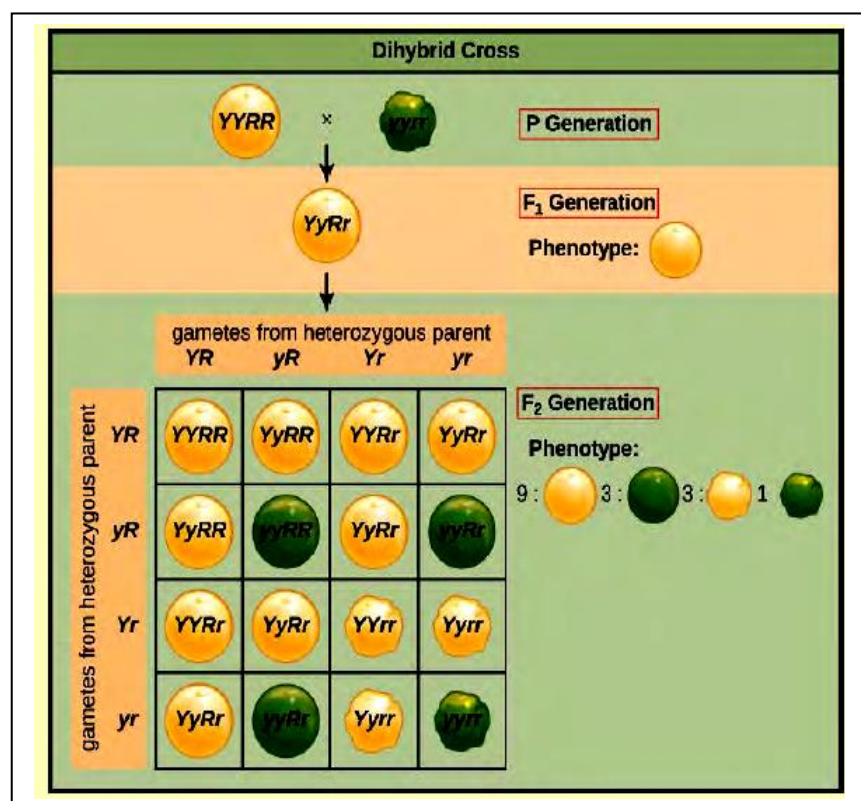 Dihybrid Cross
YYRR × yyrr P Generation
YyRr F₁ Generation
Phenotype:
gametes from heterozygous parent
YR yR Yr yr
gametes from heterozygous parent
YR YYRR YyRR YYRr YyRr
F₂ Generation
Phenotype:
9 : 3 : 3 : 1
yR YyRR yyRR YyRr yyRr
Yr YYRr YyRr YYrr Yyrr
yr YyRr yyRr Yyrr yyrr